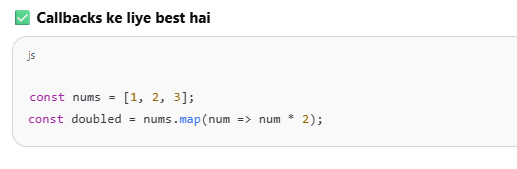 ✅ Callbacks ke liye best hai
js
const nums = [1, 2, 3];
const doubled = nums.map(num => num * 2);